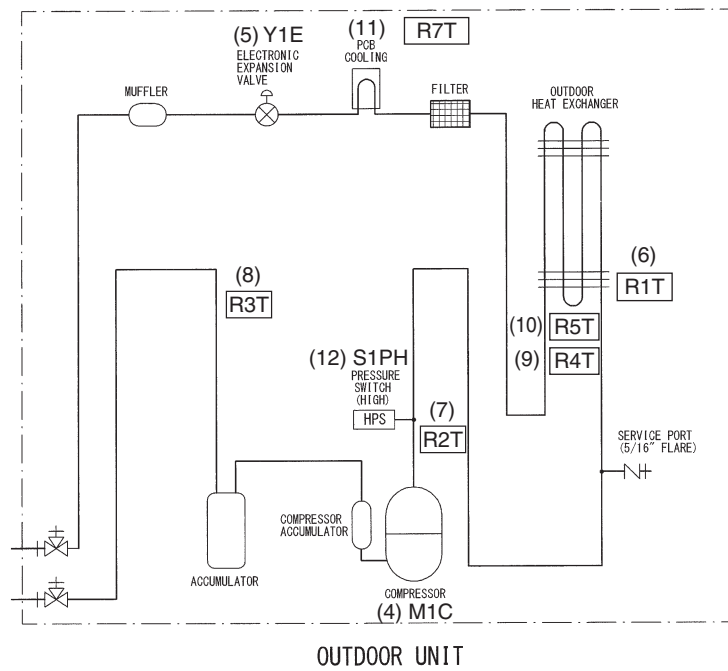 (5) Y1E
ELECTRONIC
EXPANSION
VALVE
(11)
PCB
COOLING
R7T
MUFFLER
FILTER
OUTDOOR
HEAT EXCHANGER
(8)
R3T
(6)
R1T
(10) R5T
(9) R4T
(12) S1PH
PRESSURE
SWITCH
(HIGH)
HPS
(7)
R2T
SERVICE PORT
(5/16" FLARE)
COMPRESSOR
ACCUMULATOR
ACCUMULATOR
COMPRESSOR
(4) M1C
OUTDOOR UNIT